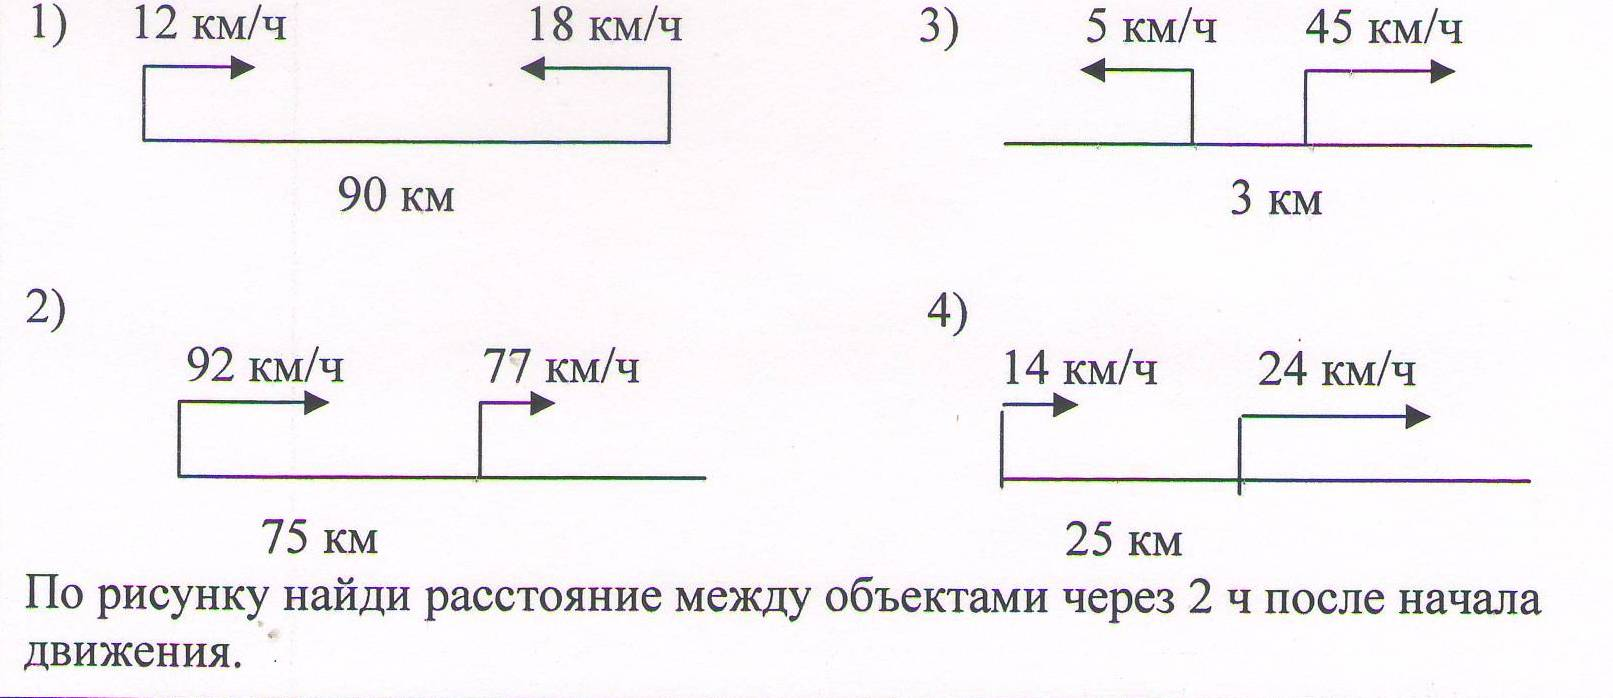 1) 12 км/ч 18 км/ч
90 км
3) 5 км/ч 45 км/ч
3 км
2)
92 км/ч 77 км/ч
75 км
4)
14 км/ч 24 км/ч
25 км
По рисунку найди расстояние между объектами через 2 ч после начала
движения.